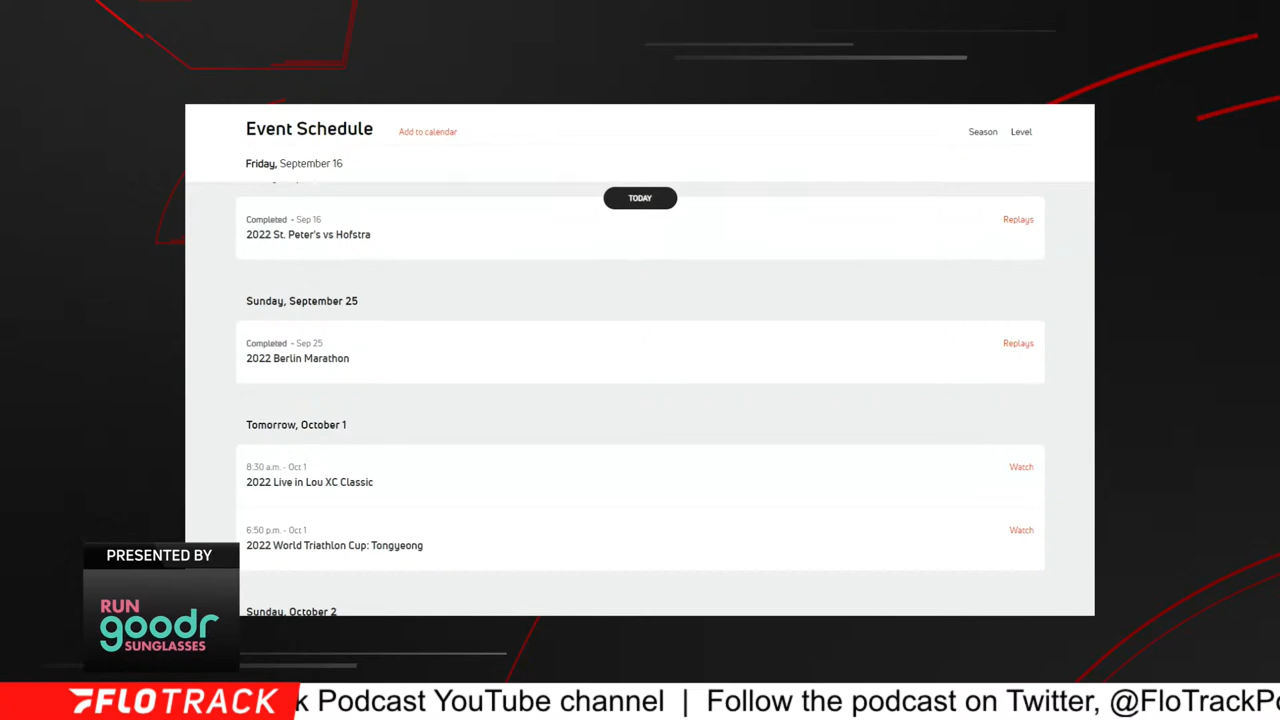 Event Schedule Add to calendar Season Level
Friday, September 16
TODAY
Completed - Sep 16 Replays
2022 St. Peter's vs Hofstra
Sunday, September 25
Completed - Sep 25 Replays
2022 Berlin Marathon
Tomorrow, October 1
8:30 a.m. - Oct 1 Watch
2022 Live in Lou XC Classic
6:50 p.m. - Oct 1 Watch
2022 World Triathlon Cup: Tongyeong
Sunday, October 2
PRESENTED BY
RUN
goodr
SUNGLASSES
FLOTRACK k Podcast YouTube channel | Follow the podcast on Twitter, @FloTrackPo